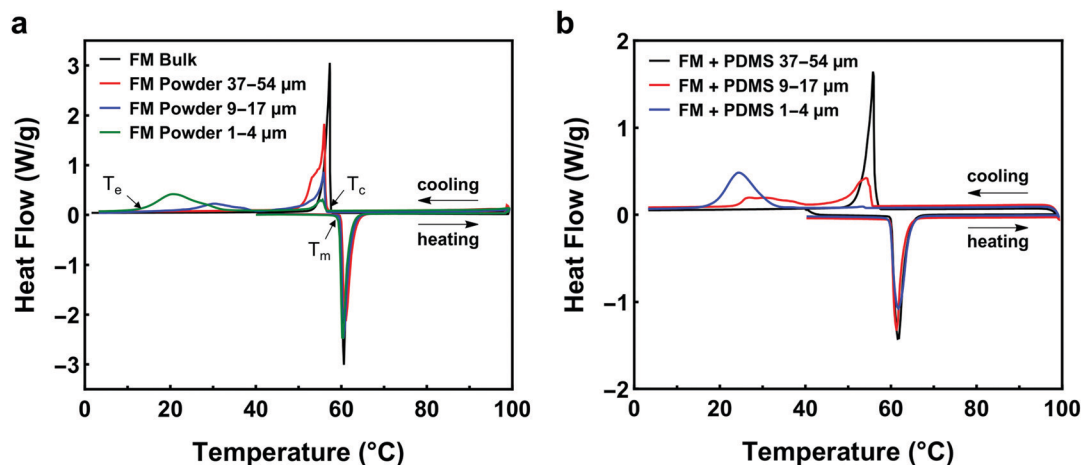 a
FM Bulk
FM Powder 37–54 µm
FM Powder 9–17 µm
FM Powder 1–4 µm
Te
Tc
Tm
cooling
heating
3
2
1
0
−1
−2
−3
Heat Flow (W/g)
0
20
40
60
80
100
Temperature (°C)
b
FM + PDMS 37–54 µm
FM + PDMS 9–17 µm
FM + PDMS 1–4 µm
cooling
heating
2
1
0
−1
−2
Heat Flow (W/g)
0
20
40
60
80
100
Temperature (°C)